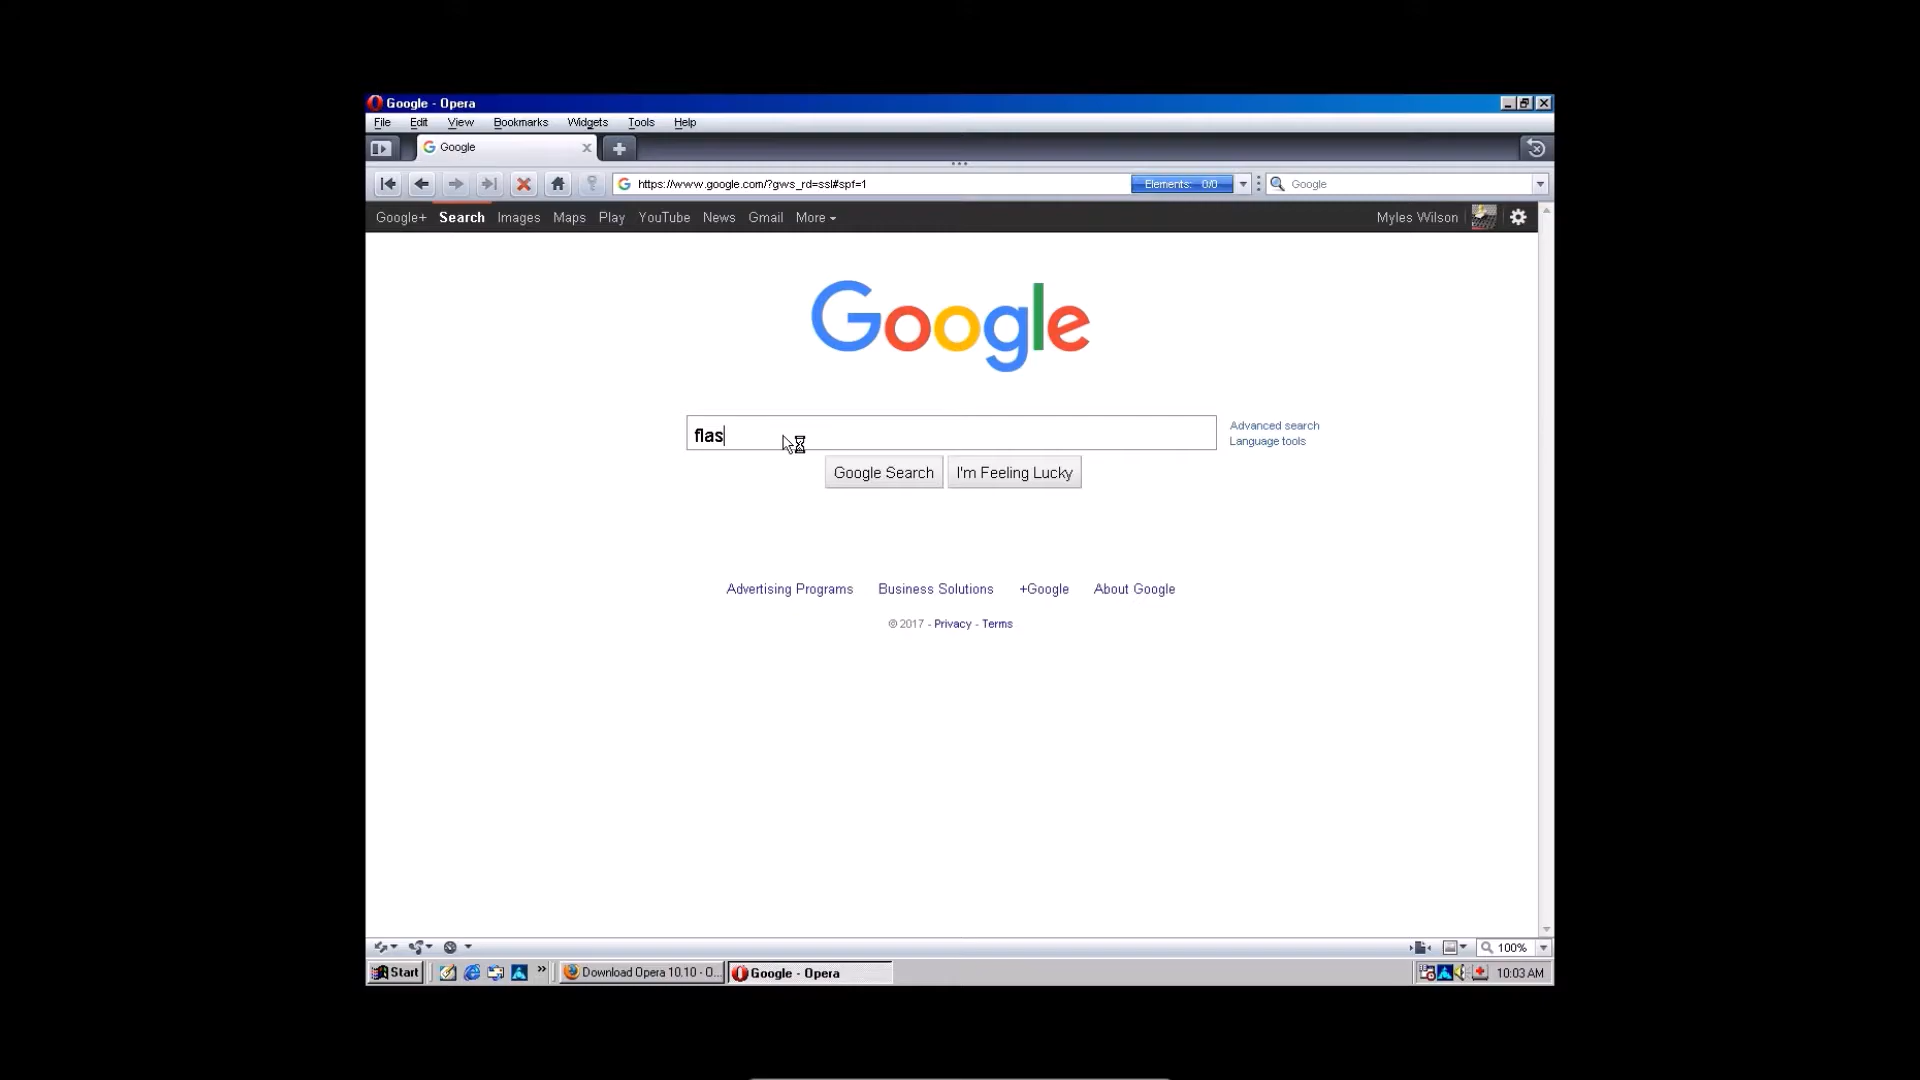 Google - Opera
File Edit View Bookmarks Widgets Tools Help
Google
https://www.google.com/?gws_rd=ssl#spf=1 Elements: 0/0 Google
Google+ Search Images Maps Play YouTube News Gmail More Myles Wilson
Google
flas
Advanced search
Language tools
Google Search I'm Feeling Lucky
Advertising Programs Business Solutions +Google About Google
© 2017 - Privacy - Terms
100%
Start » Download Opera 10.10 - O... Google - Opera 10:03 AM